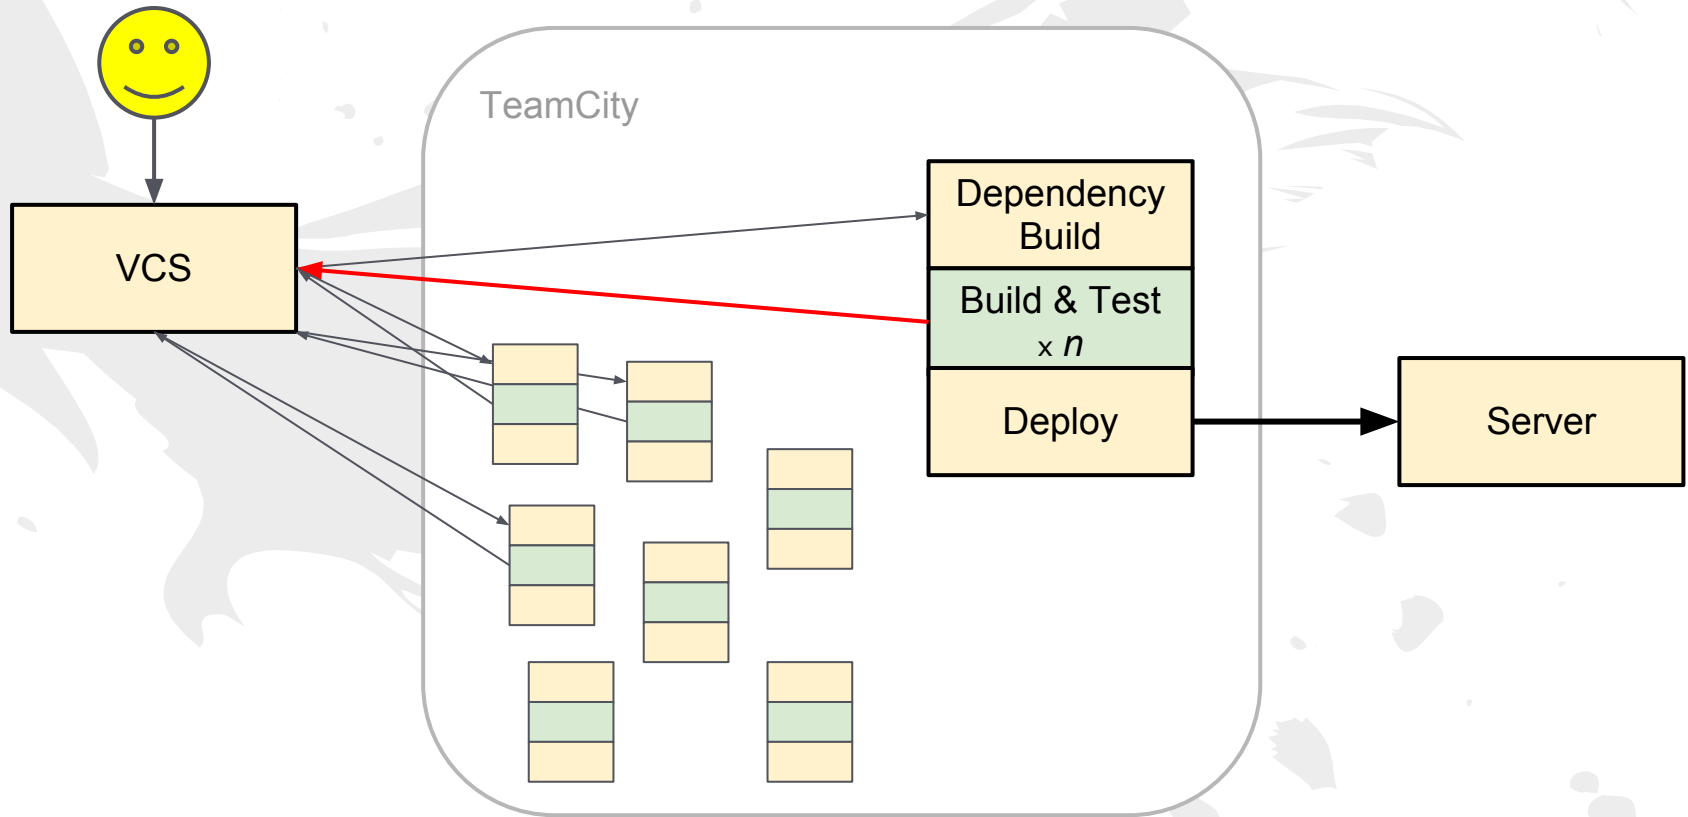 TeamCity
VCS
Dependency
Build
Build & Test
x n
Deploy
Server